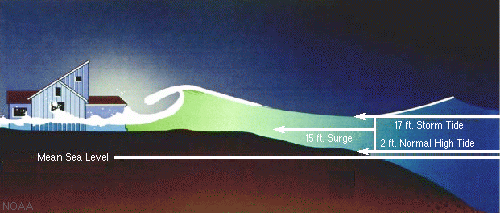 17 ft. Storm Tide
15 ft. Surge
2 ft. Normal High Tide
Mean Sea Level
NOAA